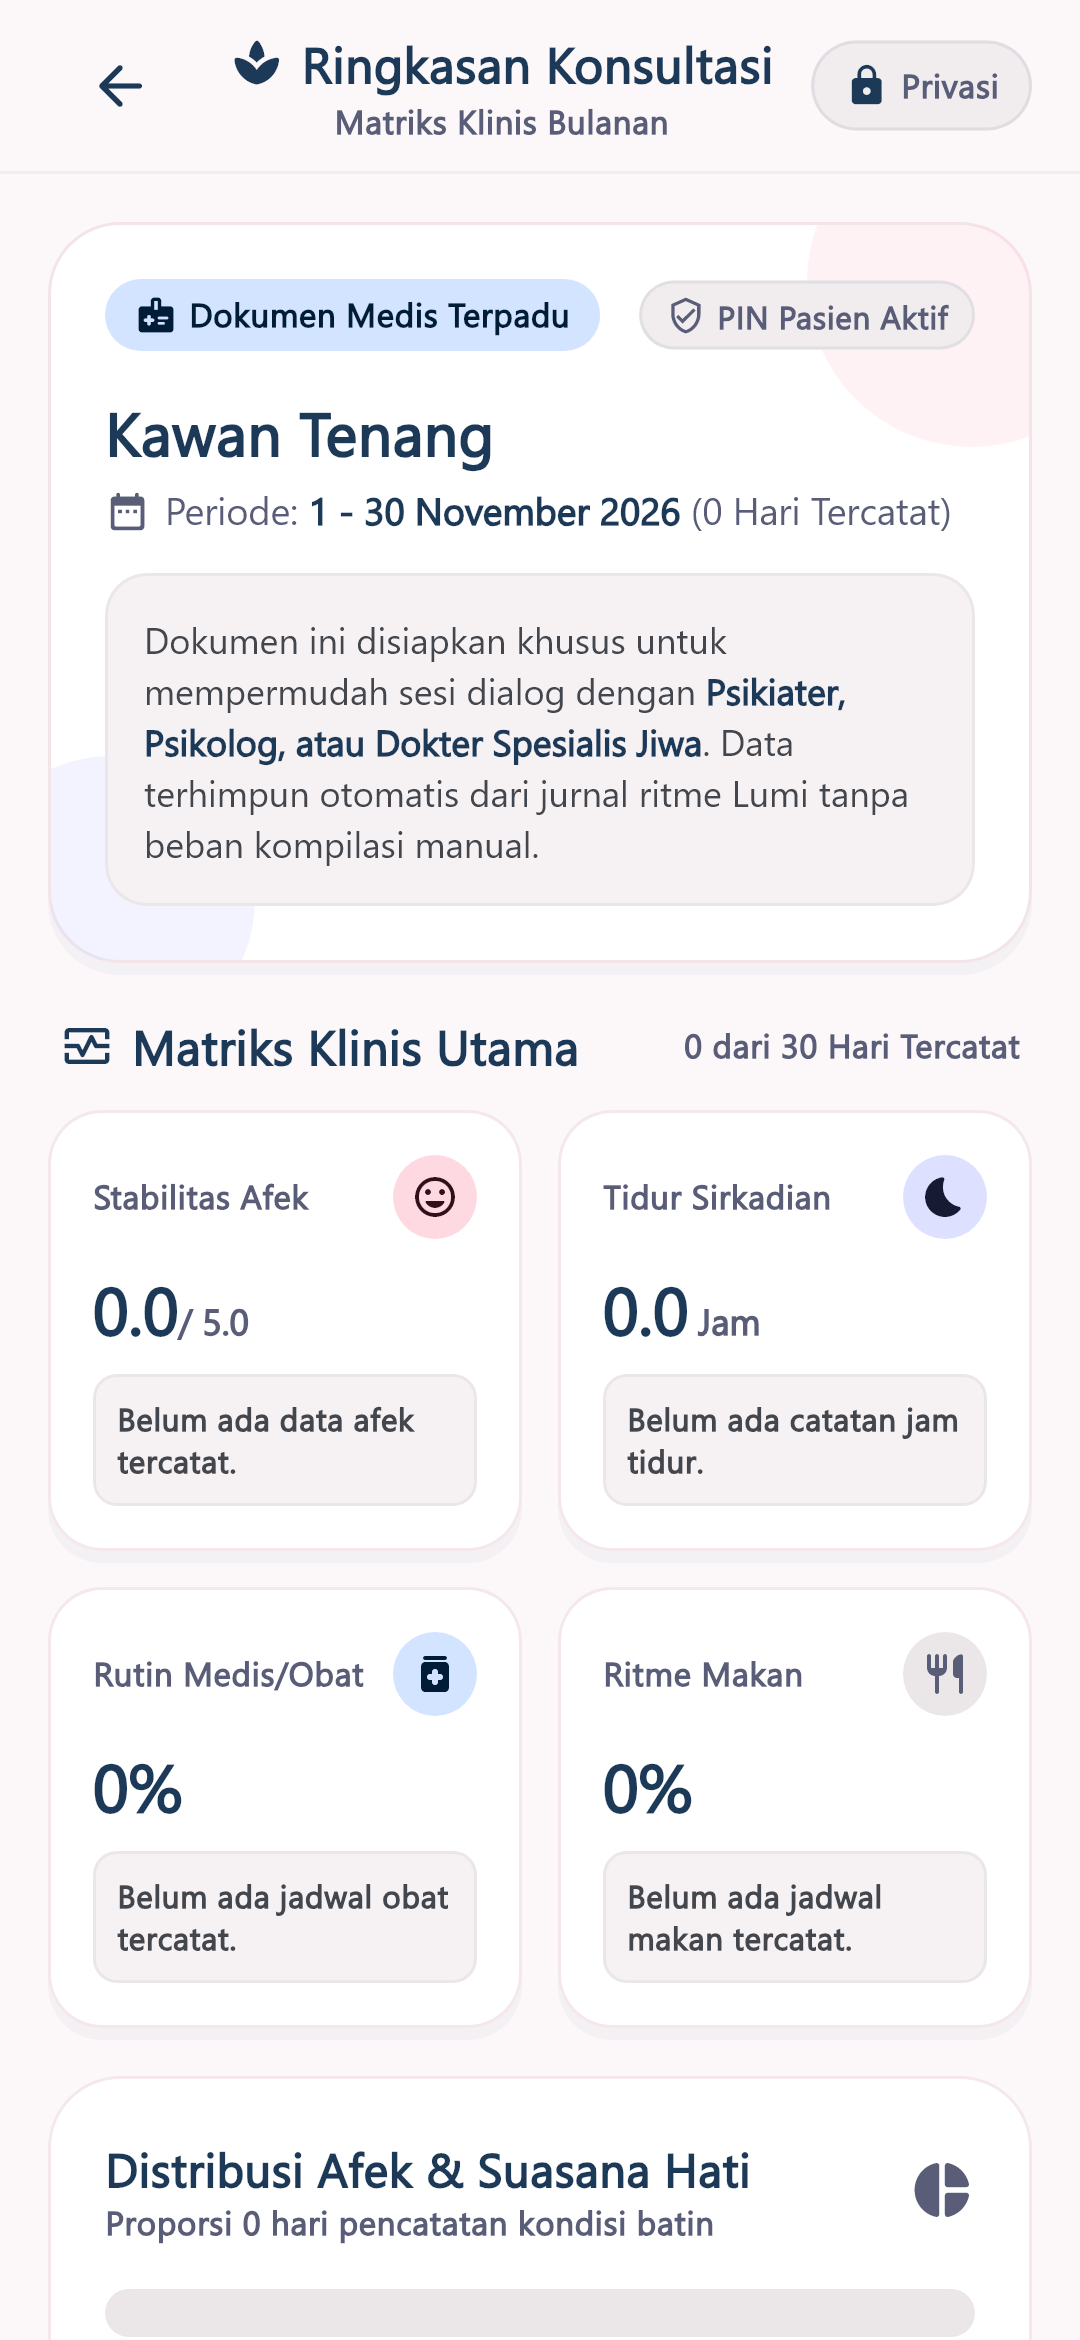 Ringkasan Konsultasi
Matriks Klinis Bulanan
Privasi
Dokumen Medis Terpadu
PIN Pasien Aktif
Kawan Tenang
Periode: 1 - 30 November 2026 (0 Hari Tercatat)
Dokumen ini disiapkan khusus untuk
mempermudah sesi dialog dengan Psikiater,
Psikolog, atau Dokter Spesialis Jiwa. Data
terhimpun otomatis dari jurnal ritme Lumi tanpa
beban kompilasi manual.
Matriks Klinis Utama
0 dari 30 Hari Tercatat
Stabilitas Afek
0.0/ 5.0
Belum ada data afek
tercatat.
Tidur Sirkadian
0.0 Jam
Belum ada catatan jam
tidur.
Rutin Medis/Obat
0%
Belum ada jadwal obat
tercatat.
Ritme Makan
0%
Belum ada jadwal
makan tercatat.
Distribusi Afek & Suasana Hati
Proporsi 0 hari pencatatan kondisi batin